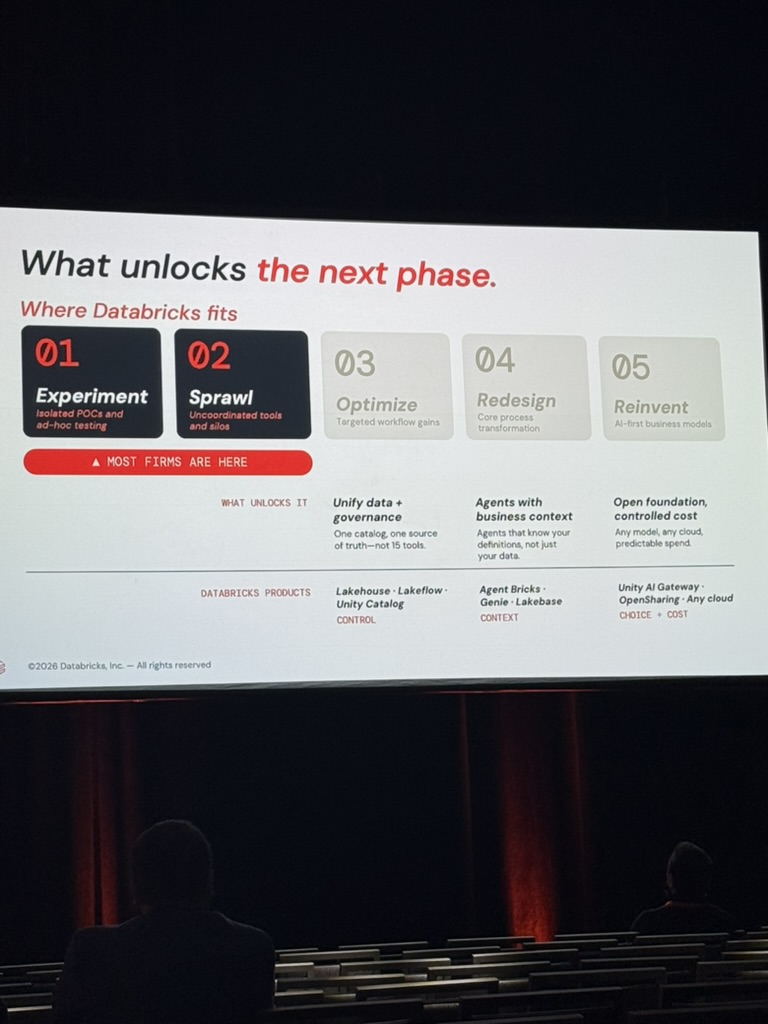 What unlocks the next phase.
Where Databricks fits
01
Experiment
Isolated POCs and
ad-hoc testing
02
Sprawl
Uncoordinated tools
and silos
03
Optimize
Targeted workflow gains
04
Redesign
Core process
transformation
05
Reinvent
AI-first business models
▲ MOST FIRMS ARE HERE
WHAT UNLOCKS IT
Unify data +
governance
One catalog, one source
of truth—not 15 tools.
Agents with
business context
Agents that know your
definitions, not just
your data.
Open foundation,
controlled cost
Any model, any cloud,
predictable spend.
DATABRICKS PRODUCTS
Lakehouse · Lakeflow ·
Unity Catalog
CONTROL
Agent Bricks ·
Genie · Lakebase
CONTEXT
Unity AI Gateway ·
OpenSharing · Any cloud
CHOICE + COST
©2026 Databricks, Inc. — All rights reserved